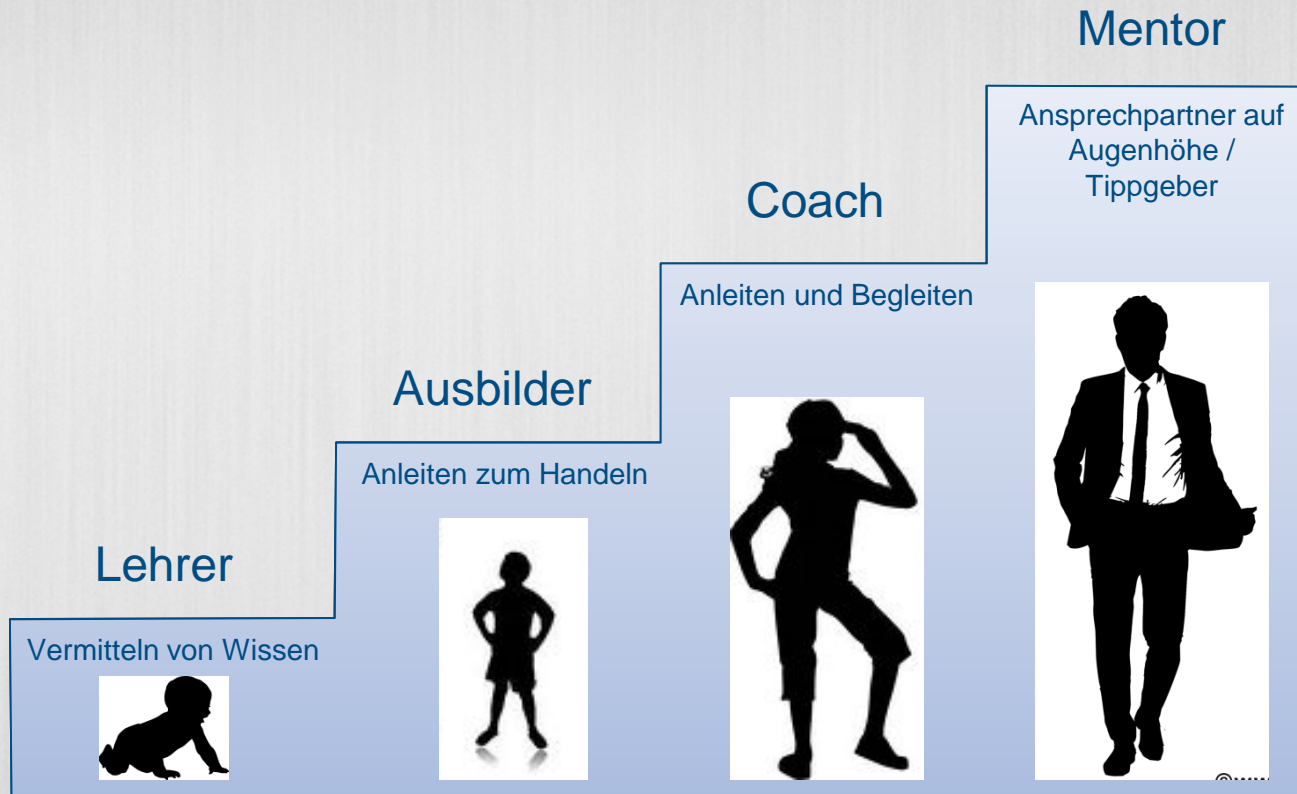 Lehrer
Vermitteln von Wissen
Ausbilder
Anleiten zum Handeln
Coach
Anleiten und Begleiten
Mentor
Ansprechpartner auf
Augenhöhe /
Tippgeber